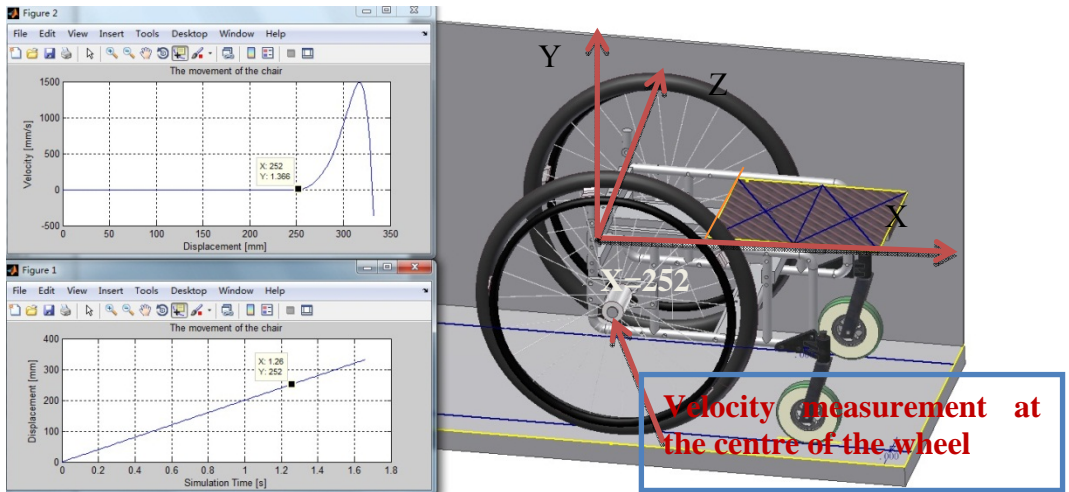 Figure 2
File Edit View Insert Tools Desktop Window Help
The movement of the chair
1500
1000
500
0
-500
Velocity [mm/s]
X: 252
Y: 1.366
0 50 100 150 200 250 300 350
Displacement [mm]
Figure 1
File Edit View Insert Tools Desktop Window Help
The movement of the chair
400
300
200
100
0
Displacement [mm]
X: 1.26
Y: 252
0 0.2 0.4 0.6 0.8 1 1.2 1.4 1.6 1.8
Simulation Time [s]
Y
Z
X
X=252
Velocity measurement at
the centre of the wheel